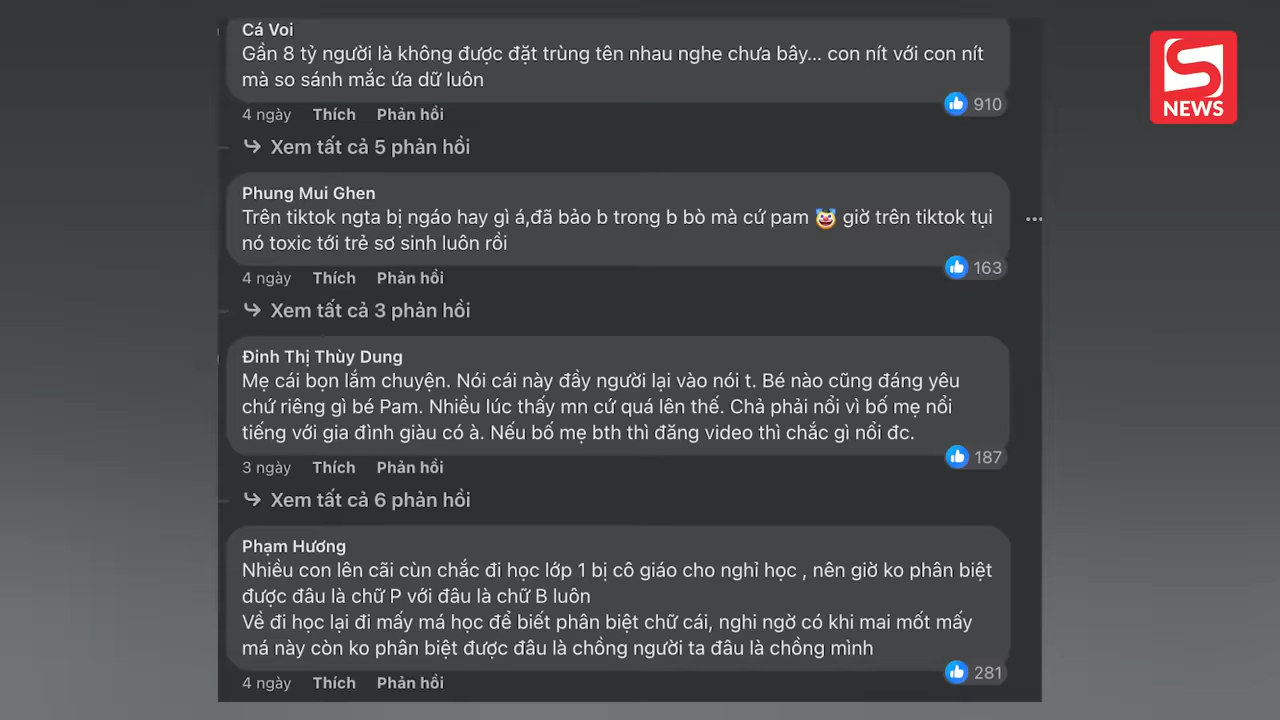 Cá Voi
Gần 8 tỷ người là không được đặt trùng tên nhau nghe chưa bây... con nít với con nít
mà so sánh mắc ứa dữ luôn
4 ngày Thích Phản hồi 910
Xem tất cả 5 phản hồi
Phung Mui Ghen
Trên tiktok ngta bị ngáo hay gì á,đã bảo b trong b bò mà cứ pam 🤡 giờ trên tiktok tụi
nó toxic tới trẻ sơ sinh luôn rồi
4 ngày Thích Phản hồi 163
Xem tất cả 3 phản hồi
Đinh Thị Thùy Dung
Mẹ cái bọn lắm chuyện. Nói cái này đầy người lại vào nói t. Bé nào cũng đáng yêu
chứ riêng gì bé Pam. Nhiều lúc thấy mn cứ quá lên thế. Chả phải nổi vì bố mẹ nổi
tiếng với gia đình giàu có à. Nếu bố mẹ bth thì đăng video thì chắc gì nổi đc.
3 ngày Thích Phản hồi 187
Xem tất cả 6 phản hồi
Phạm Hương
Nhiều con lên cãi cùn chắc đi học lớp 1 bị cô giáo cho nghỉ học , nên giờ ko phân biệt
được đâu là chữ P với đâu là chữ B luôn
Về đi học lại đi mấy má học để biết phân biệt chữ cái, nghi ngờ có khi mai mốt mấy
má này còn ko phân biệt được đâu là chồng người ta đâu là chồng mình
4 ngày Thích Phản hồi 281
S
NEWS